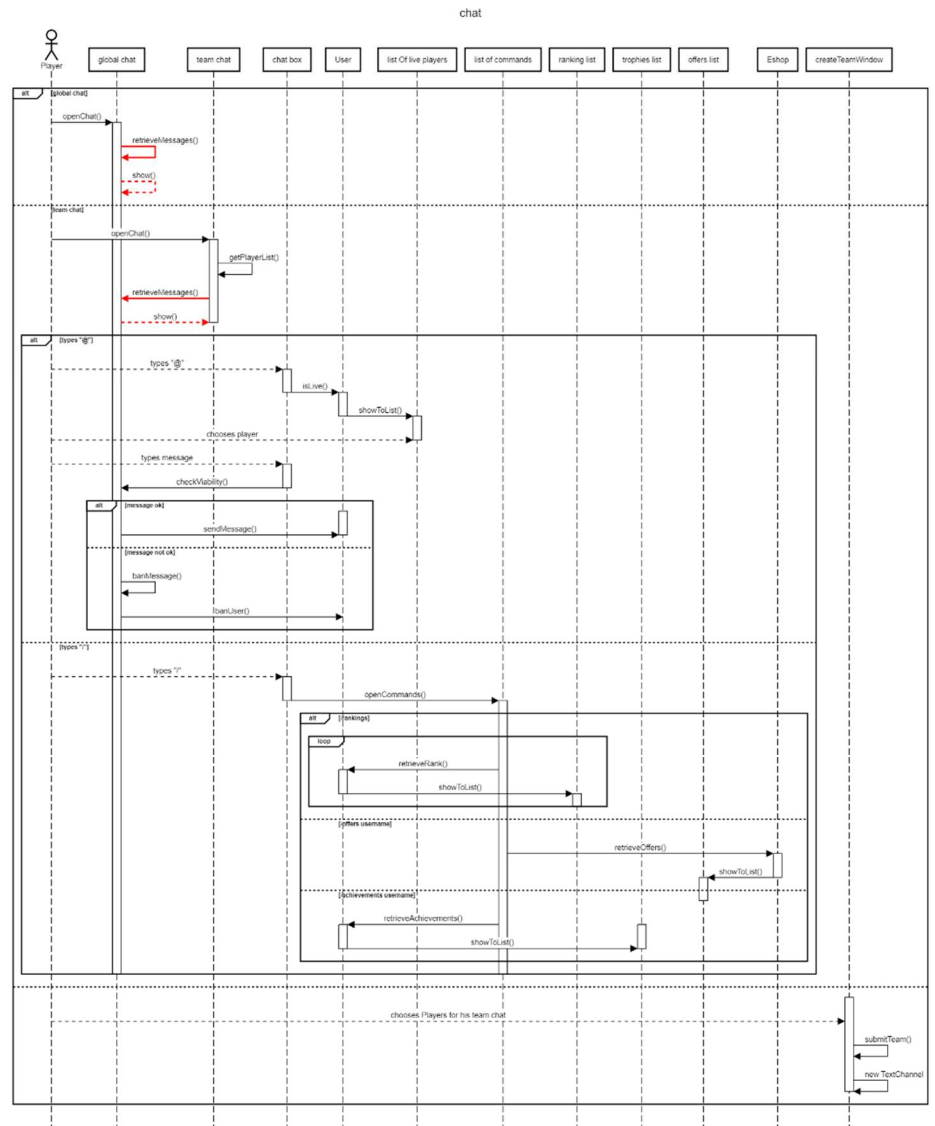 chat
Player
global chat
team chat
chat box
User
list Of live players
list of commands
ranking list
trophies list
offers list
Eshop
createTeamWindow
alt
[global chat]
openChat()
retrieveMessages()
show()
[team chat]
openChat()
getPlayerList()
retrieveMessages()
show()
alt
[types "@"]
types "@"
isLive()
showToList()
chooses player
types message
checkViability()
alt
[message ok]
sendMessage()
[message not ok]
banMessage()
banUser()
[types "/"]
types "/"
openCommands()
alt
[/rankings]
loop
retrieveRank()
showToList()
[/offers username]
retrieveOffers()
showToList()
[/achievements username]
retrieveAchievements()
showToList()
chooses Players for his team chat
submitTeam()
new TextChannel